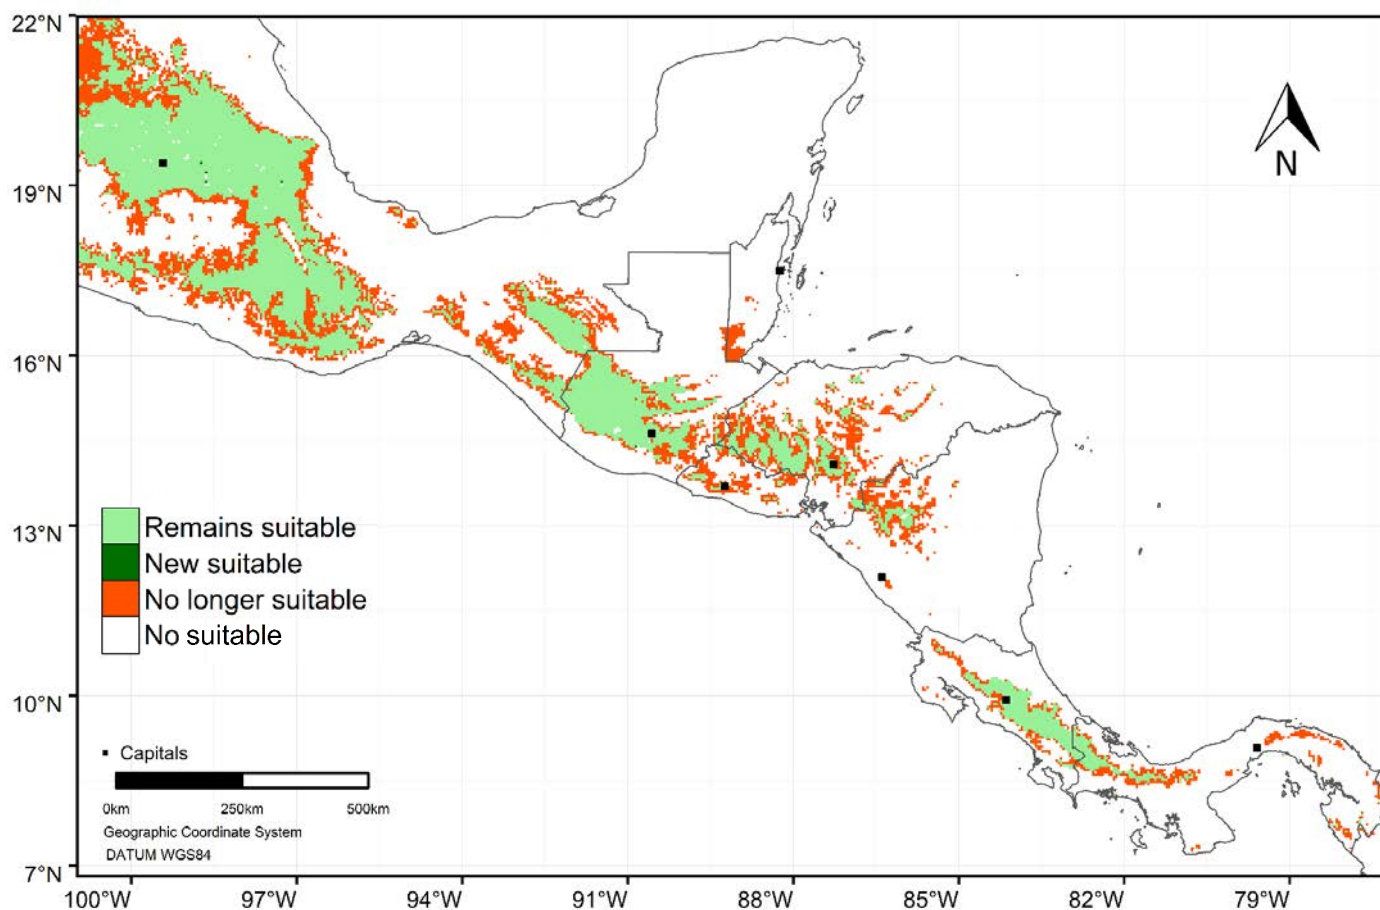 22°N
19°N
16°N
13°N
10°N
7°N
N
Remains suitable
New suitable
No longer suitable
No suitable
Capitals
0km 250km 500km
Geographic Coordinate System
DATUM WGS84
100°W 97°W 94°W 91°W 88°W 85°W 82°W 79°W